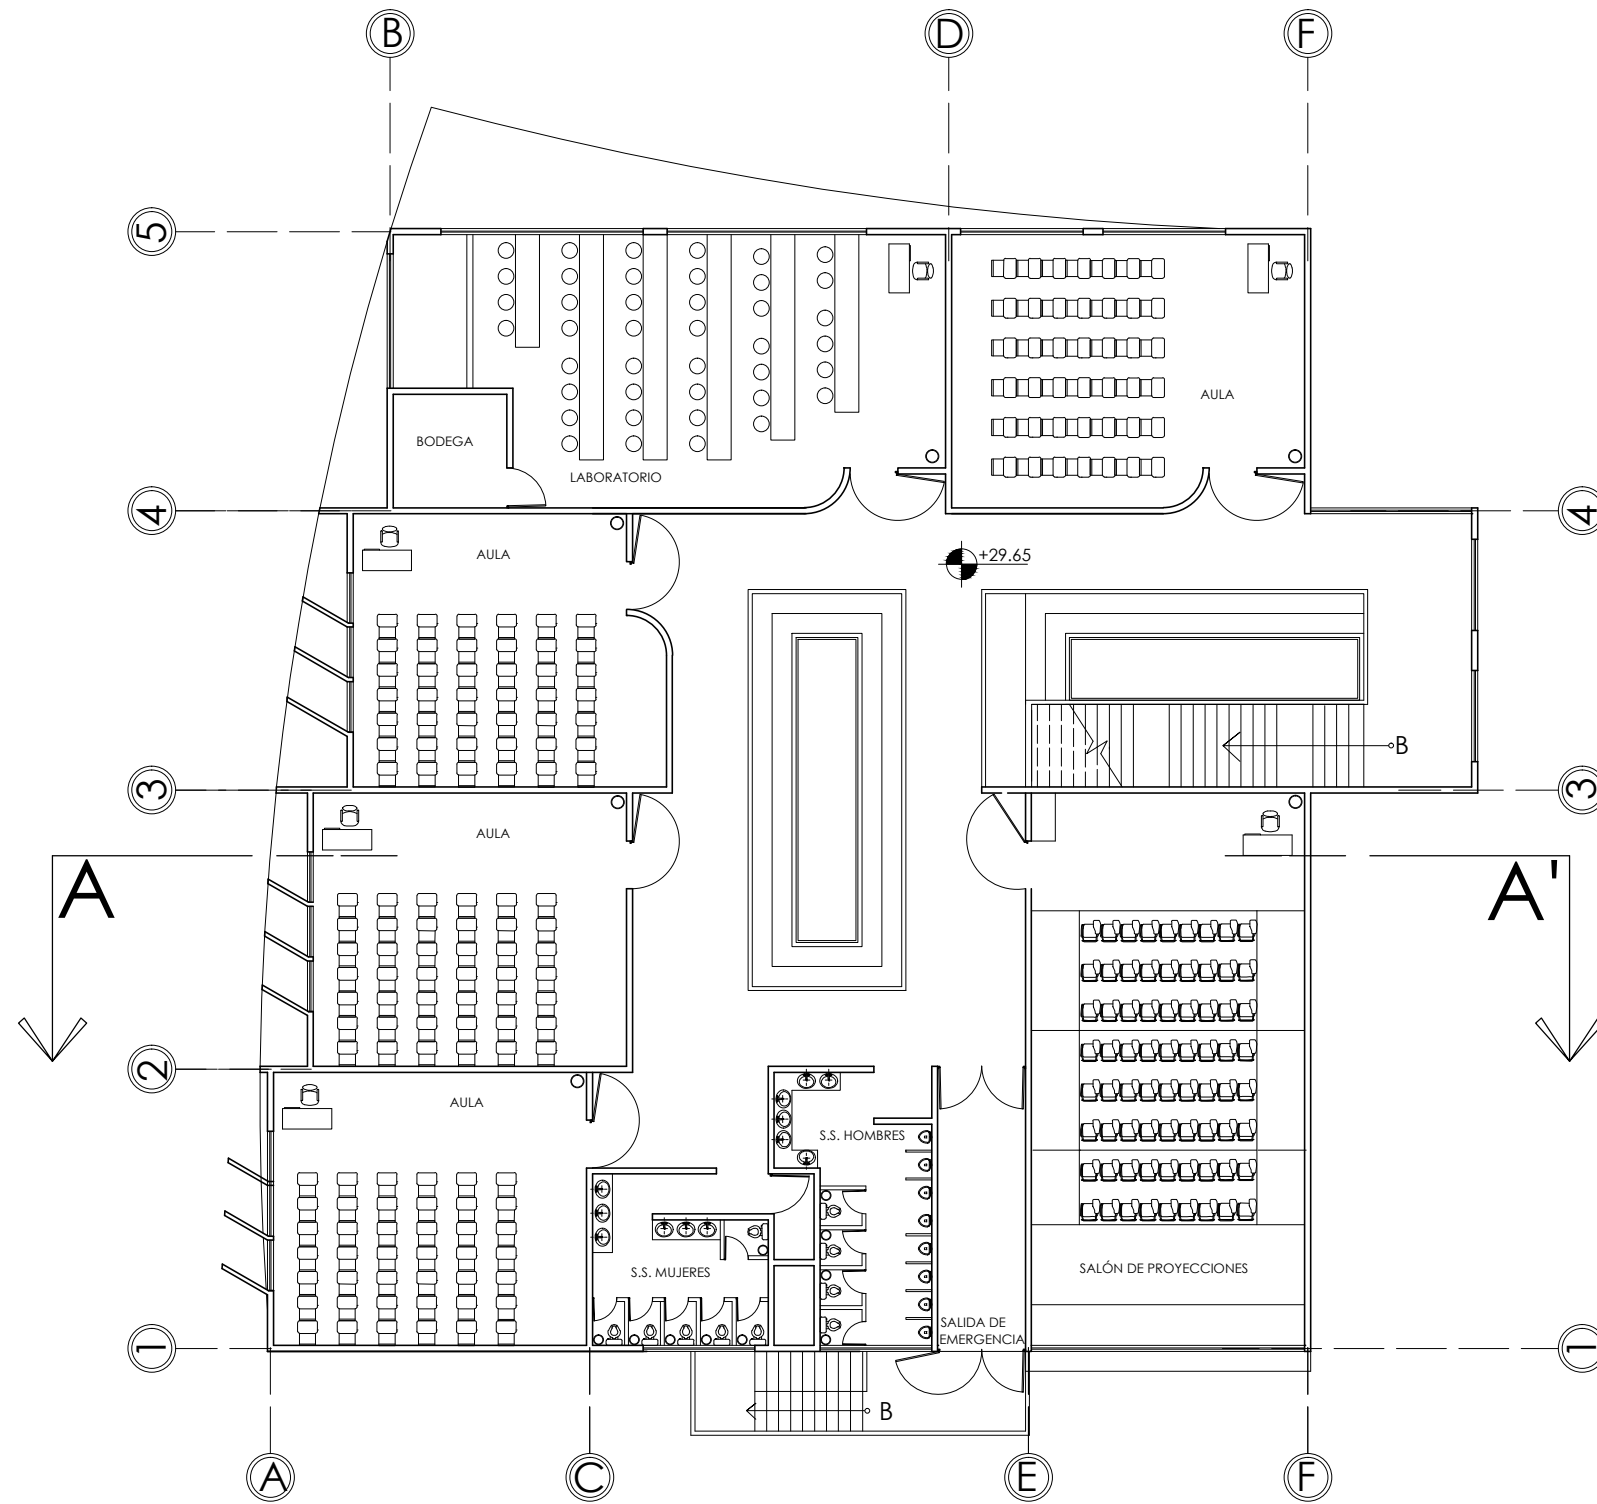 B
D
F
5
AULA
BODEGA
LABORATORIO
4
4
AULA
+29.65
B
3
3
AULA
A
A'
2
AULA
S.S. HOMBRES
S.S. MUJERES
SALÓN DE PROYECCIONES
SALIDA DE
EMERGENCIA
1
1
B
A
C
E
F